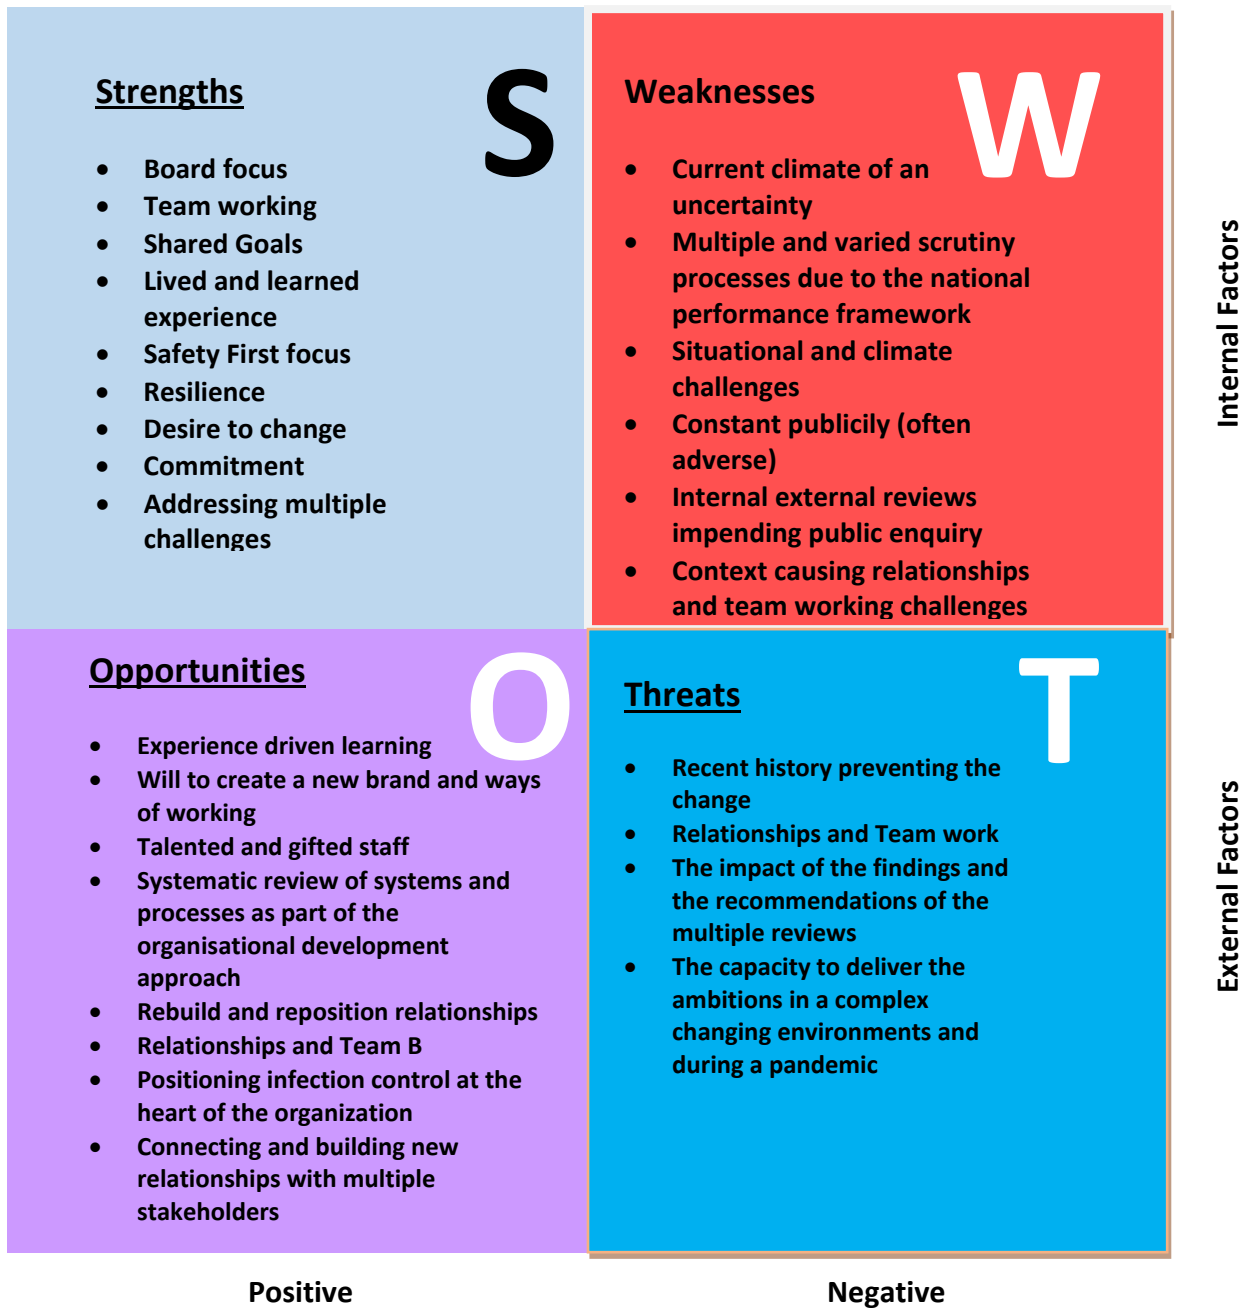 Strengths
S
• Board focus
• Team working
• Shared Goals
• Lived and learned
experience
• Safety First focus
• Resilience
• Desire to change
• Commitment
• Addressing multiple
challenges
Weaknesses
W
• Current climate of an
uncertainty
• Multiple and varied scrutiny
processes due to the national
performance framework
• Situational and climate
challenges
• Constant publicily (often
adverse)
• Internal external reviews
impending public enquiry
• Context causing relationships
and team working challenges
Internal Factors
Opportunities
O
• Experience driven learning
• Will to create a new brand and ways
of working
• Talented and gifted staff
• Systematic review of systems and
processes as part of the
organisational development
approach
• Rebuild and reposition relationships
• Relationships and Team B
• Positioning infection control at the
heart of the organization
• Connecting and building new
relationships with multiple
stakeholders
Threats
T
• Recent history preventing the
change
• Relationships and Team work
• The impact of the findings and
the recommendations of the
multiple reviews
• The capacity to deliver the
ambitions in a complex
changing environments and
during a pandemic
External Factors
Positive
Negative